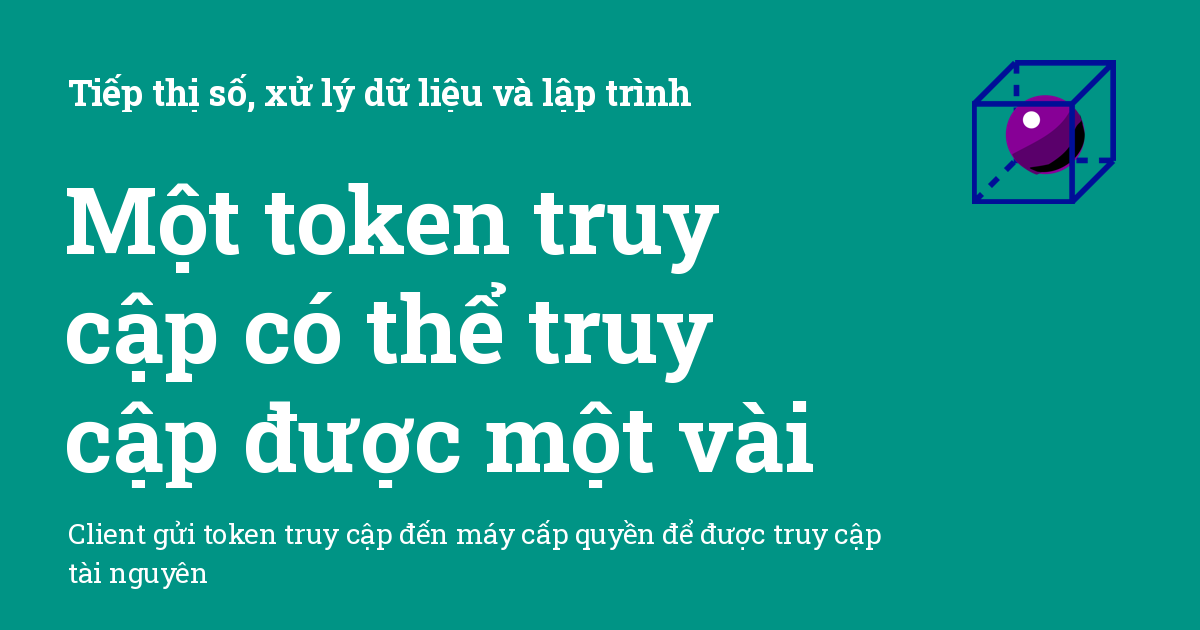 Tiếp thị số, xử lý dữ liệu và lập trình
Một token truy
cập có thể truy
cập được một vài
Client gửi token truy cập đến máy cấp quyền để được truy cập
tài nguyên